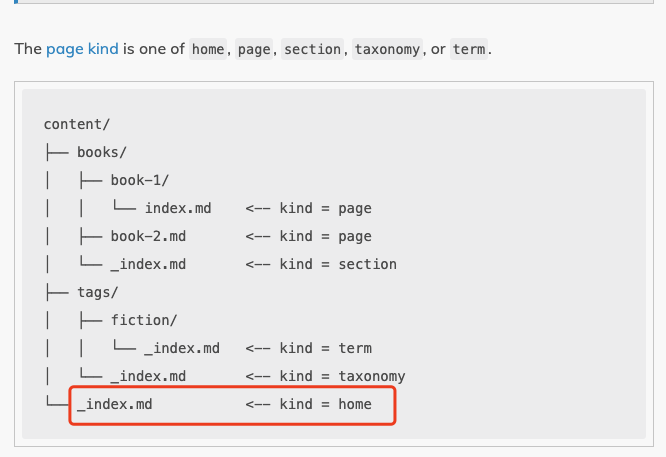 The page kind is one of home, page, section, taxonomy, or term.
content/
├── books/
│   ├── book-1/
│   │   └── index.md    <-- kind = page
│   ├── book-2.md       <-- kind = page
│   └── _index.md       <-- kind = section
├── tags/
│   ├── fiction/
│   │   └── _index.md   <-- kind = term
│   └── _index.md       <-- kind = taxonomy
└── _index.md           <-- kind = home